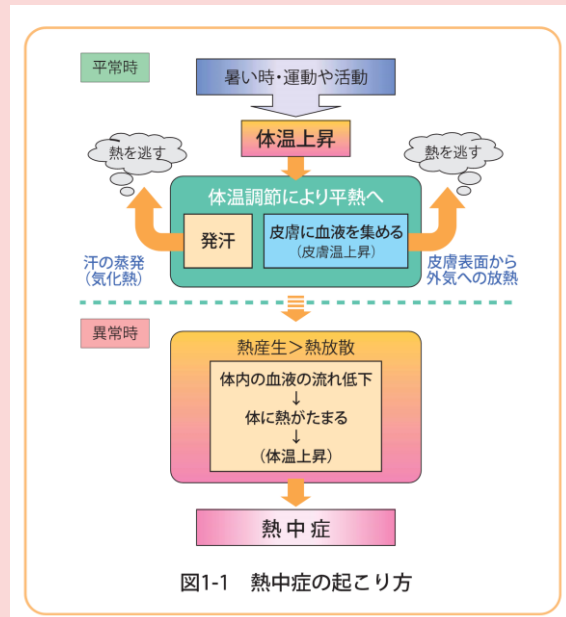 平常時
暑い時・運動や活動
体温上昇
熱を逃す
熱を逃す
体温調節により平熱へ
発汗
皮膚に血液を集める
(皮膚温上昇)
汗の蒸発
(気化熱)
皮膚表面から
外気への放熱
異常時
熱産生＞熱放散
体内の血液の流れ低下
↓
体に熱がたまる
↓
(体温上昇)
熱中症
図1-1 熱中症の起こり方